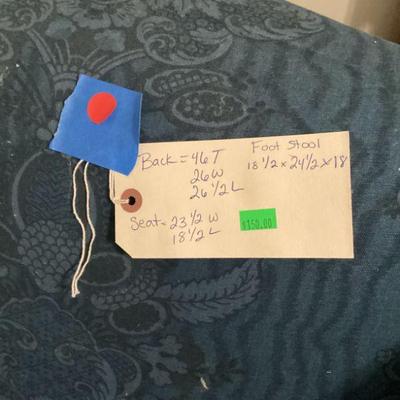 Back = 46 T
26 W
26 1/2 L
Seat = 23 1/2 W
18 1/2 L
Foot Stool
18 1/2 x 24 1/2 x 18
$150.00